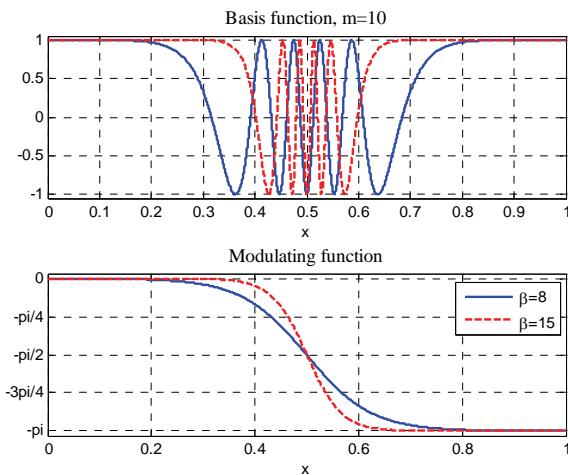 Basis function, m=10
1
0.5
0
-0.5
-1
0 0.1 0.2 0.3 0.4 0.5 0.6 0.7 0.8 0.9 1
x
Modulating function
0
-pi/4
-pi/2
-3pi/4
-pi
β=8
β=15
0 0.2 0.4 0.6 0.8 1
x